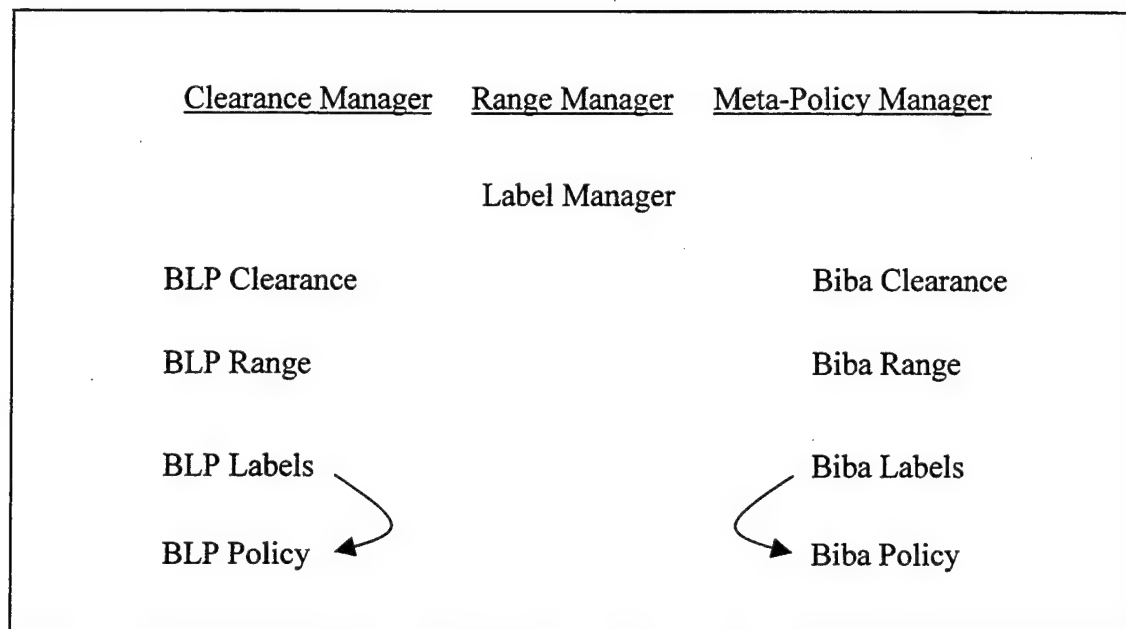 Clearance Manager Range Manager Meta-Policy Manager
Label Manager
BLP Clearance Biba Clearance
BLP Range Biba Range
BLP Labels Biba Labels
BLP Policy Biba Policy